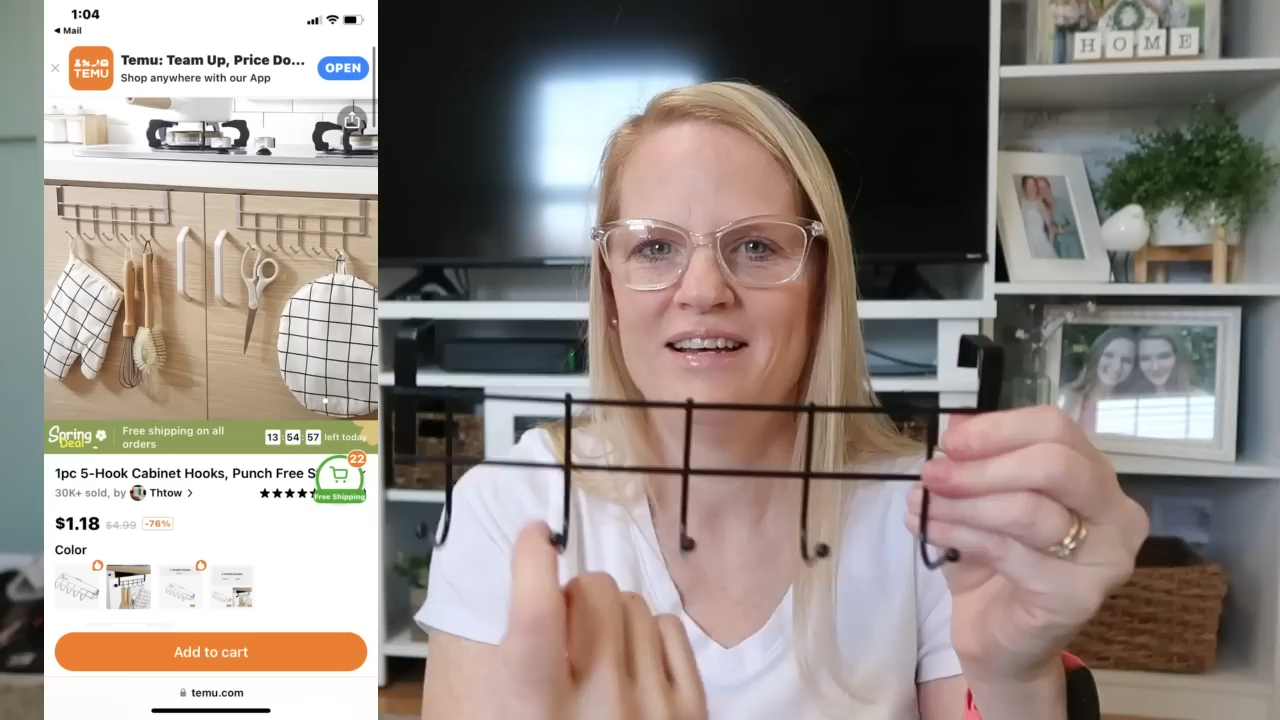 1:04
Mail
Temu: Team Up, Price Do...
TEMU
Shop anywhere with our App
OPEN
Spring
Deal
Free shipping on all
orders
13 54 57 left today
22
Free Shipping
1pc 5-Hook Cabinet Hooks, Punch Free S
30K+ sold, by Thtow
$1.18 $4.99 -76%
Color
Add to cart
temu.com
HOME